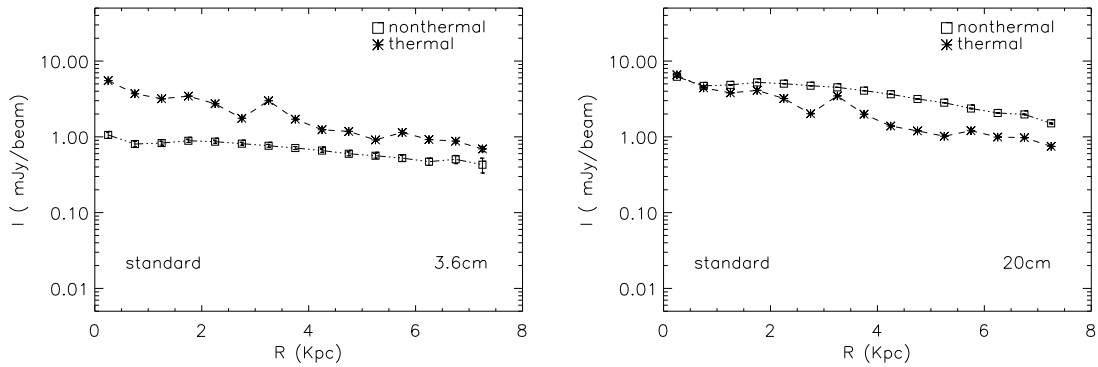 nonthermal
thermal
10.00
1.00
0.10
0.01
I ( mJy/beam)
standard
3.6cm
0 2 4 6 8
R (Kpc)
nonthermal
thermal
10.00
1.00
0.10
0.01
I ( mJy/beam)
standard
20cm
0 2 4 6 8
R (Kpc)